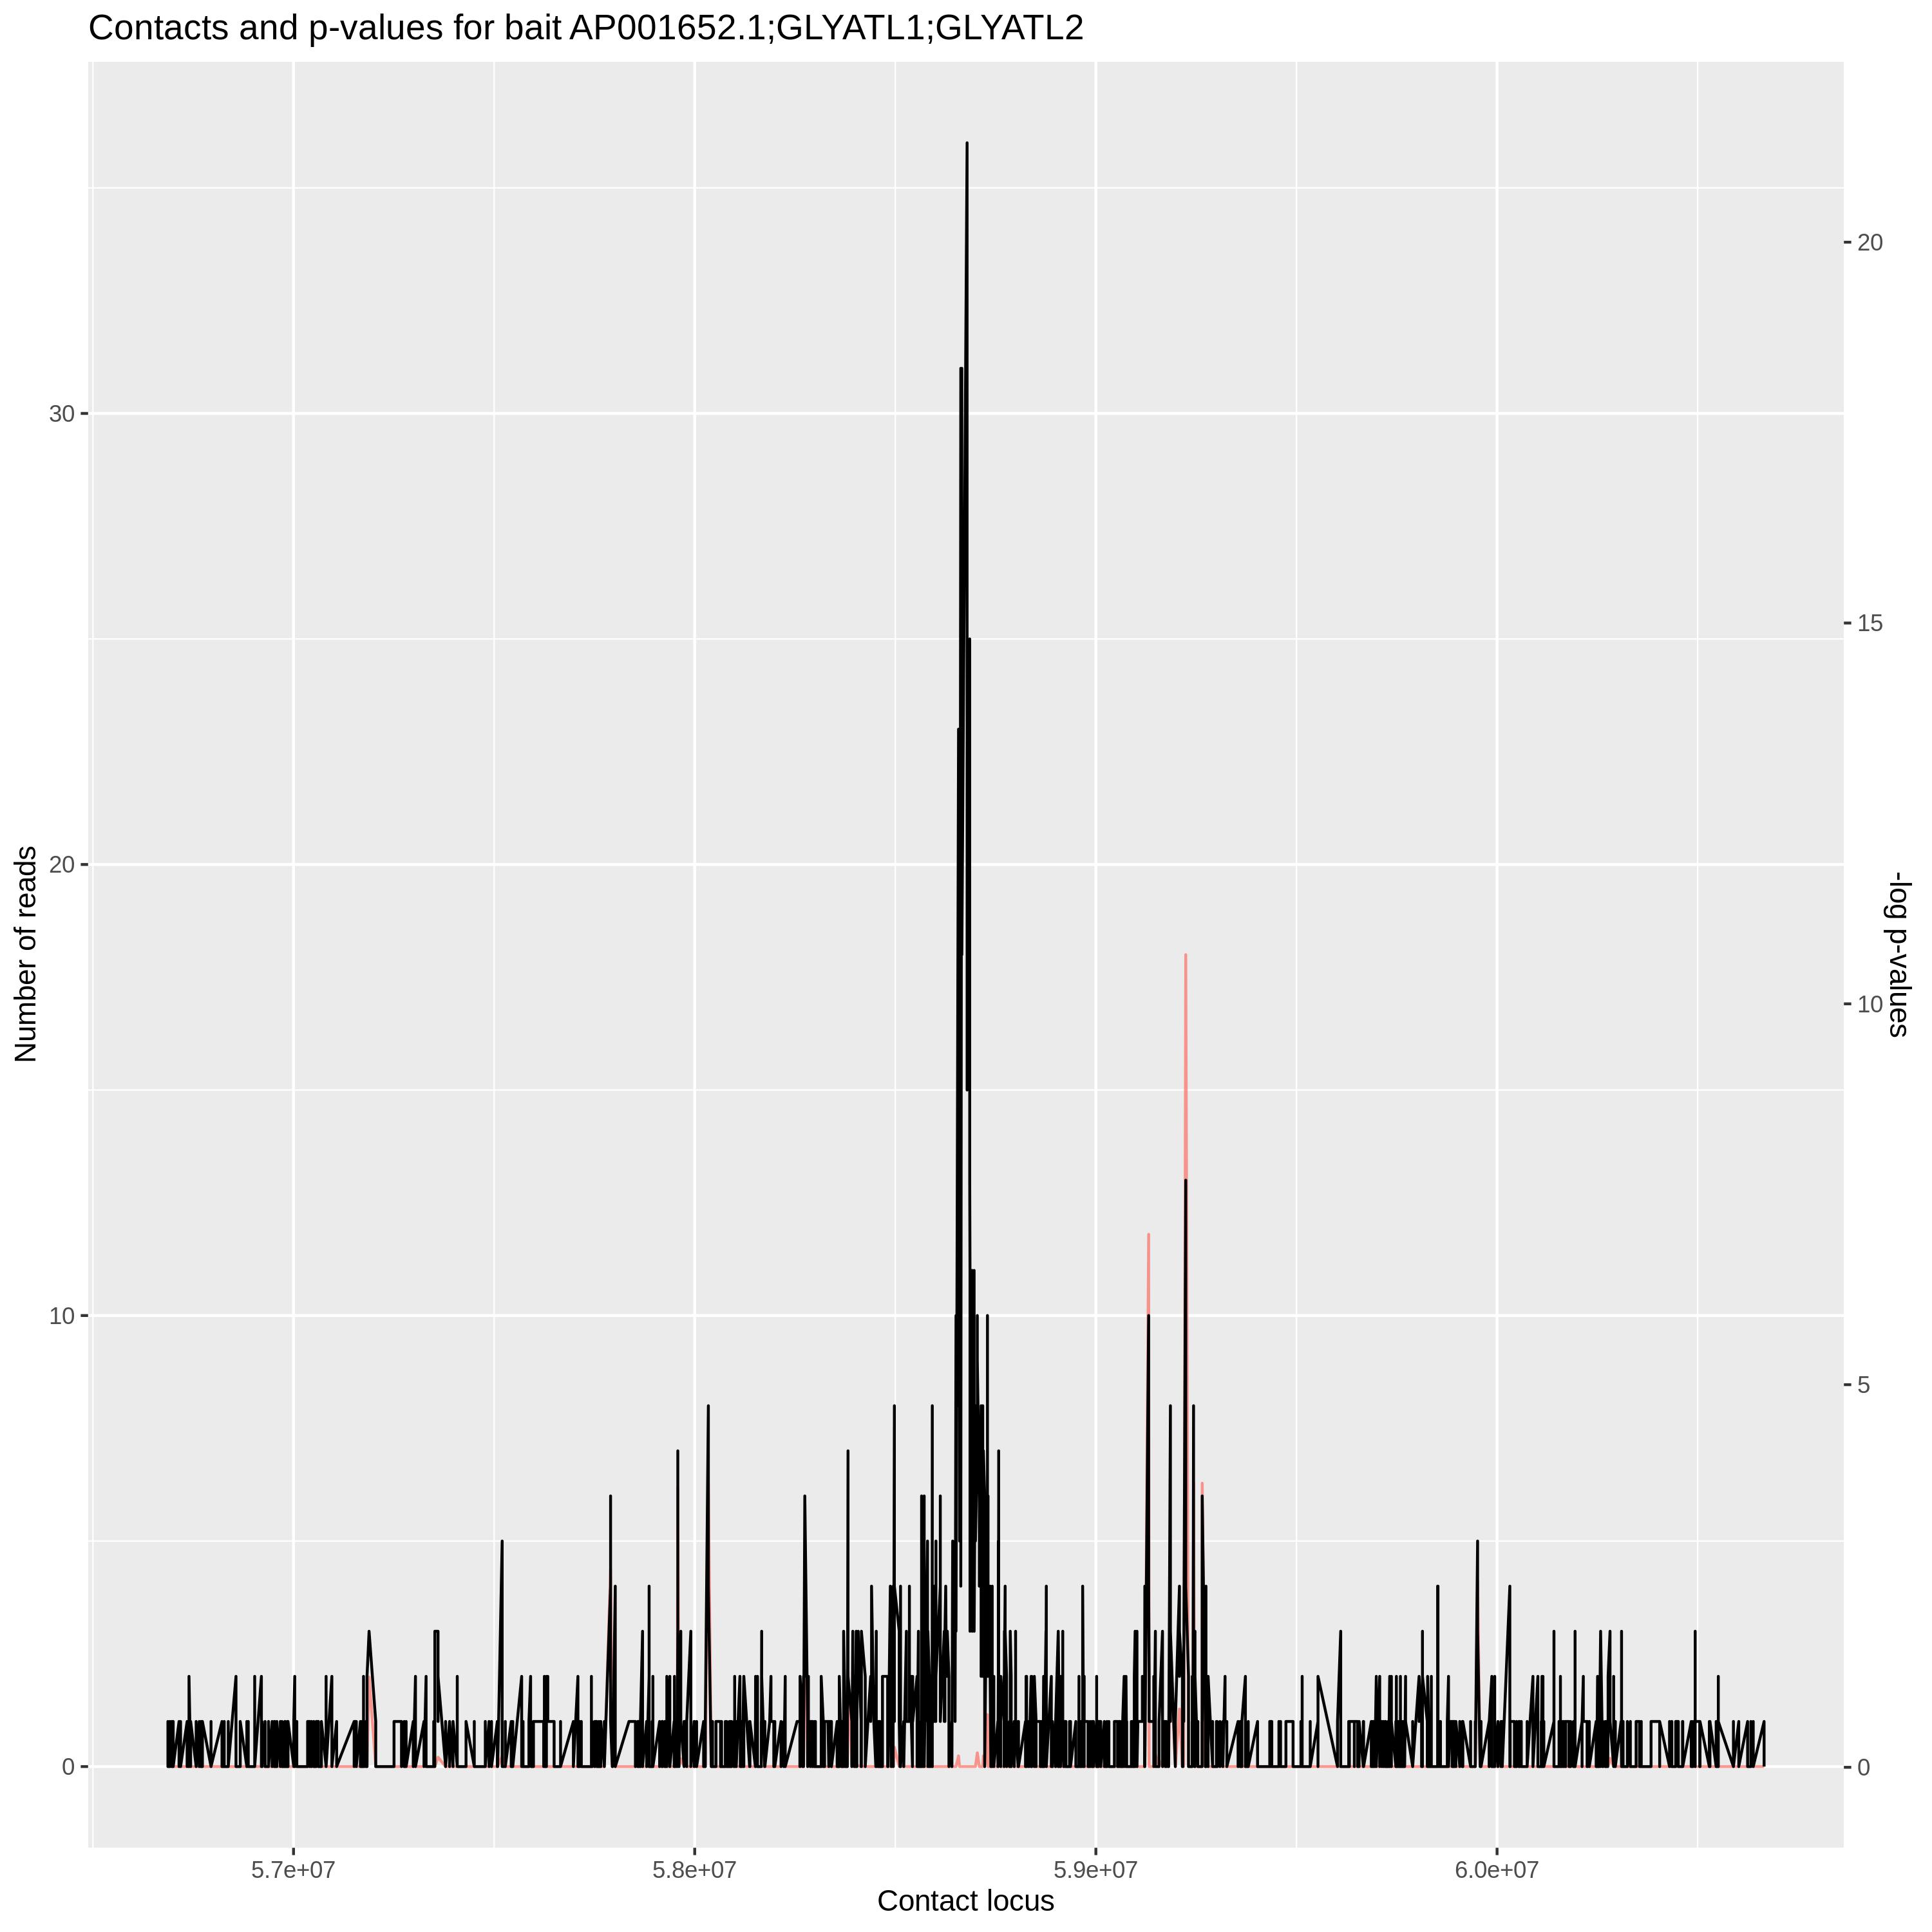 Contacts and p-values for bait AP001652.1;GLYATL1;GLYATL2
Number of reads
30
20
10
0
20
15
10
5
0
-log p-values
5.7e+07
5.8e+07
5.9e+07
6.0e+07
Contact locus